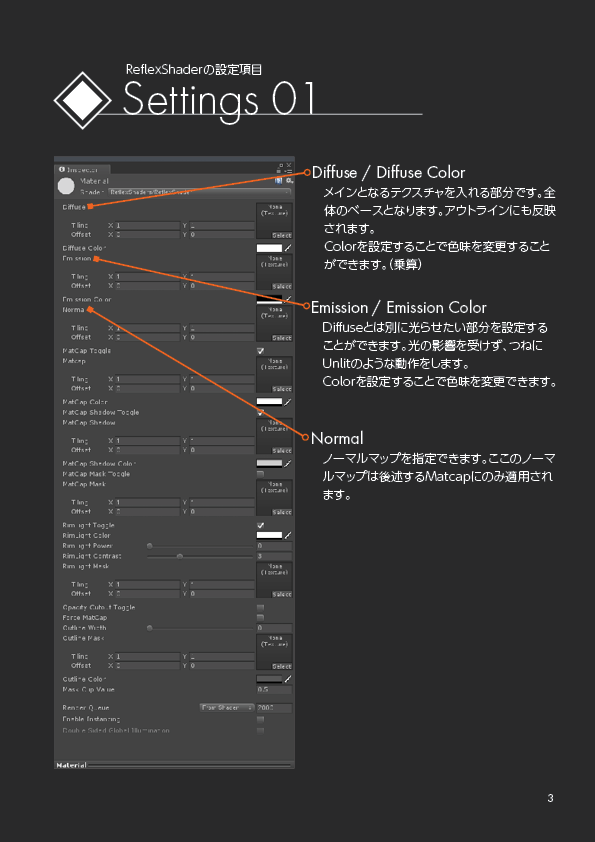 ReflexShaderの設定項目
Settings 01
Inspector
Material
Shader ReflexShader/ReflexShader
Diffuse
None
(Texture)
Tiling X 1 Y 1
Offset X 0 Y 0
Select
Diffuse Color
Emission
None
(Texture)
Tiling X 1 Y 1
Offset X 0 Y 0
Select
Emission Color
Normal
None
(Texture)
Tiling X 1 Y 1
Offset X 0 Y 0
Select
MatCap Toggle
Matcap
None
(Texture)
Tiling X 1 Y 1
Offset X 0 Y 0
Select
MatCap Color
MatCap Shadow Toggle
MatCap Shadow
None
(Texture)
Tiling X 1 Y 1
Offset X 0 Y 0
Select
MatCap Shadow Color
MatCap Mask Toggle
MatCap Mask
None
(Texture)
Tiling X 1 Y 1
Offset X 0 Y 0
Select
RimLight Toggle
RimLight Color
RimLight Power 0
RimLight Contrast 3
RimLight Mask
None
(Texture)
Tiling X 1 Y 1
Offset X 0 Y 0
Select
Opacity Cutout Toggle
Force MatCap
Outline Width 0
Outline Mask
None
(Texture)
Tiling X 1 Y 1
Offset X 0 Y 0
Select
Outline Color
Mask Clip Value 0.5
Render Queue From Shader 2000
Enable Instancing
Double Sided Global Illumination
Material
Diffuse / Diffuse Color
メインとなるテクスチャを入れる部分です。全
体のベースとなります。アウトラインにも反映
されます。
Colorを設定することで色味を変更すること
ができます。（乗算）
Emission / Emission Color
Diffuseとは別に光らせたい部分を設定する
ことができます。光の影響を受けず、つねに
Unlitのような動作をします。
Colorを設定することで色味を変更できます。
Normal
ノーマルマップを指定できます。ここのノーマ
ルマップは後述するMatcapにのみ適用され
ます。
3